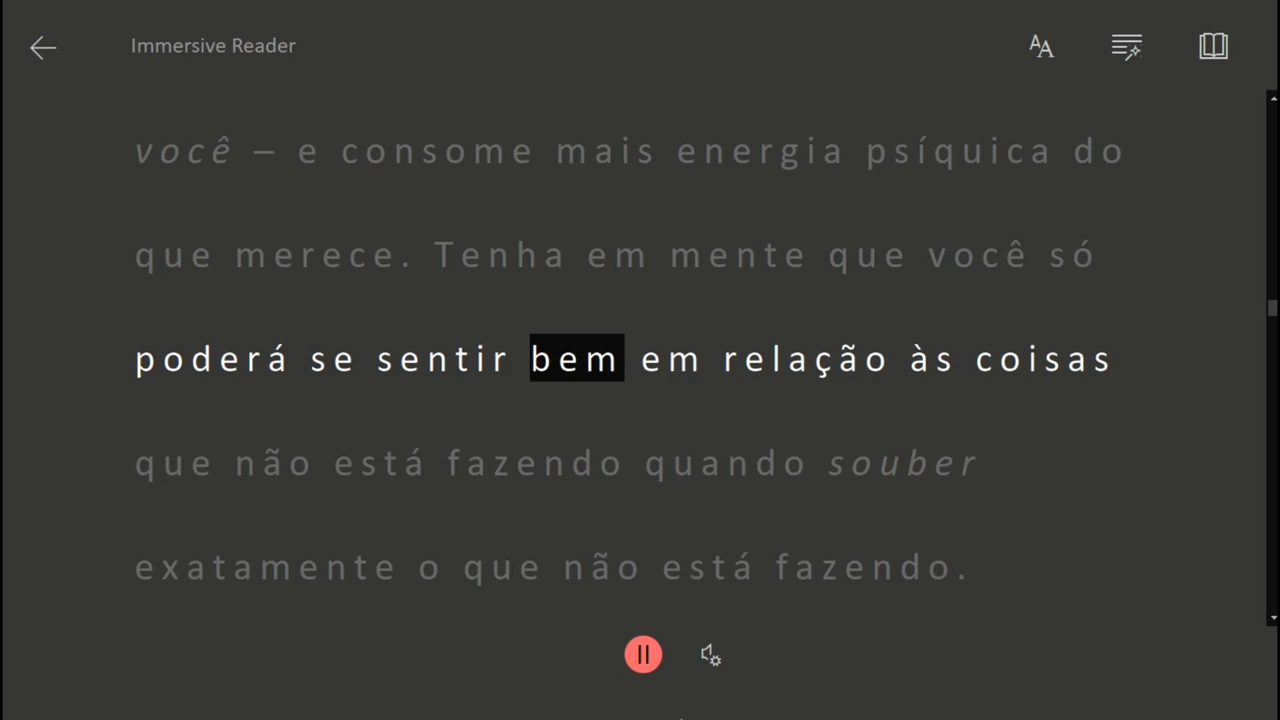 Immersive Reader
você – e consome mais energia psíquica do
que merece. Tenha em mente que você só
poderá se sentir bem em relação às coisas
que não está fazendo quando souber
exatamente o que não está fazendo.